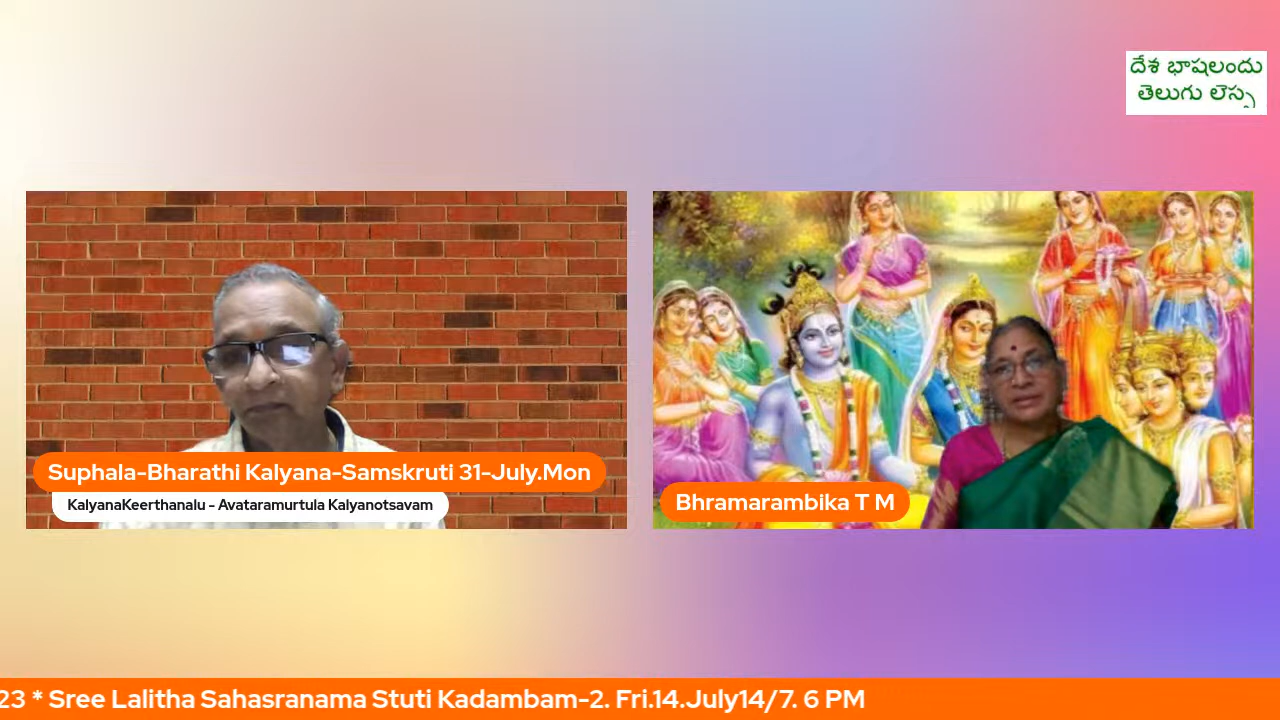 దేశ భాషలందు
తెలుగు లెస్స
Suphala-Bharathi Kalyana-Samskruti 31-July.Mon
KalyanaKeerthanalu - Avataramurtula Kalyanotsavam
Bhramarambika T M
23 * Sree Lalitha Sahasranama Stuti Kadambam-2. Fri.14.July14/7. 6 PM